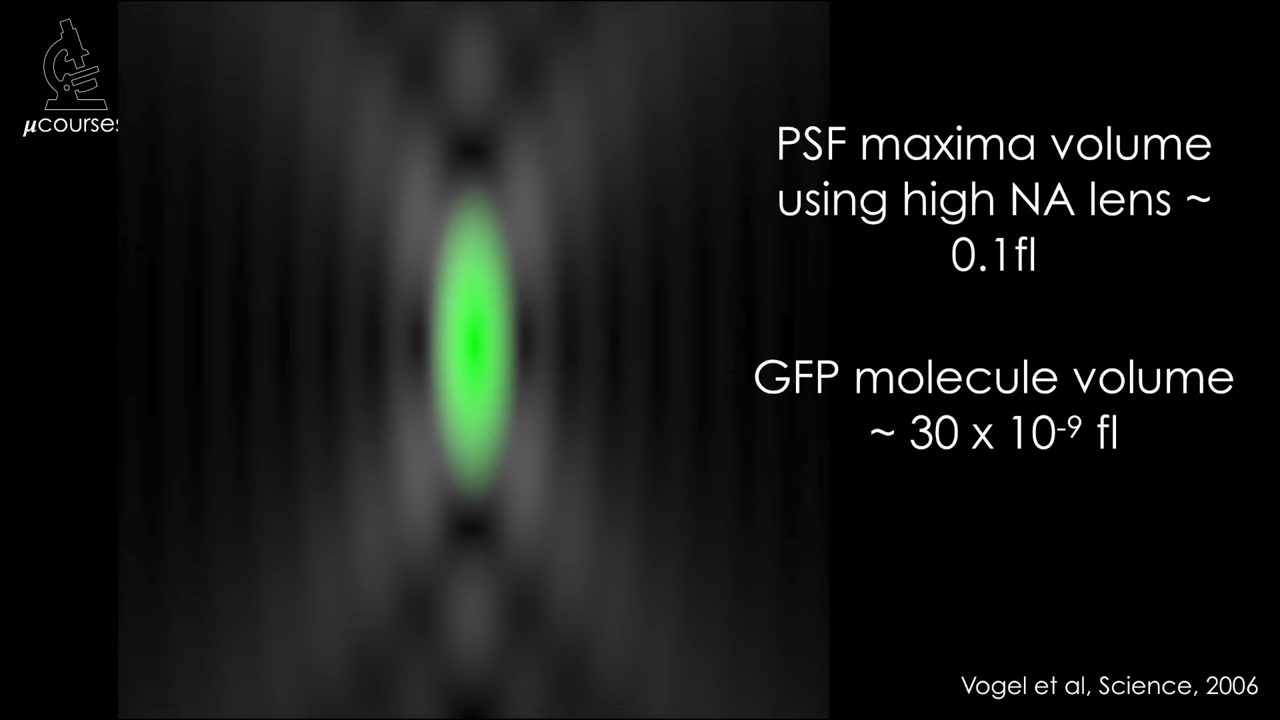 µcourses
PSF maxima volume
using high NA lens ~
0.1fl
GFP molecule volume
~ 30 x 10⁻⁹ fl
Vogel et al, Science, 2006